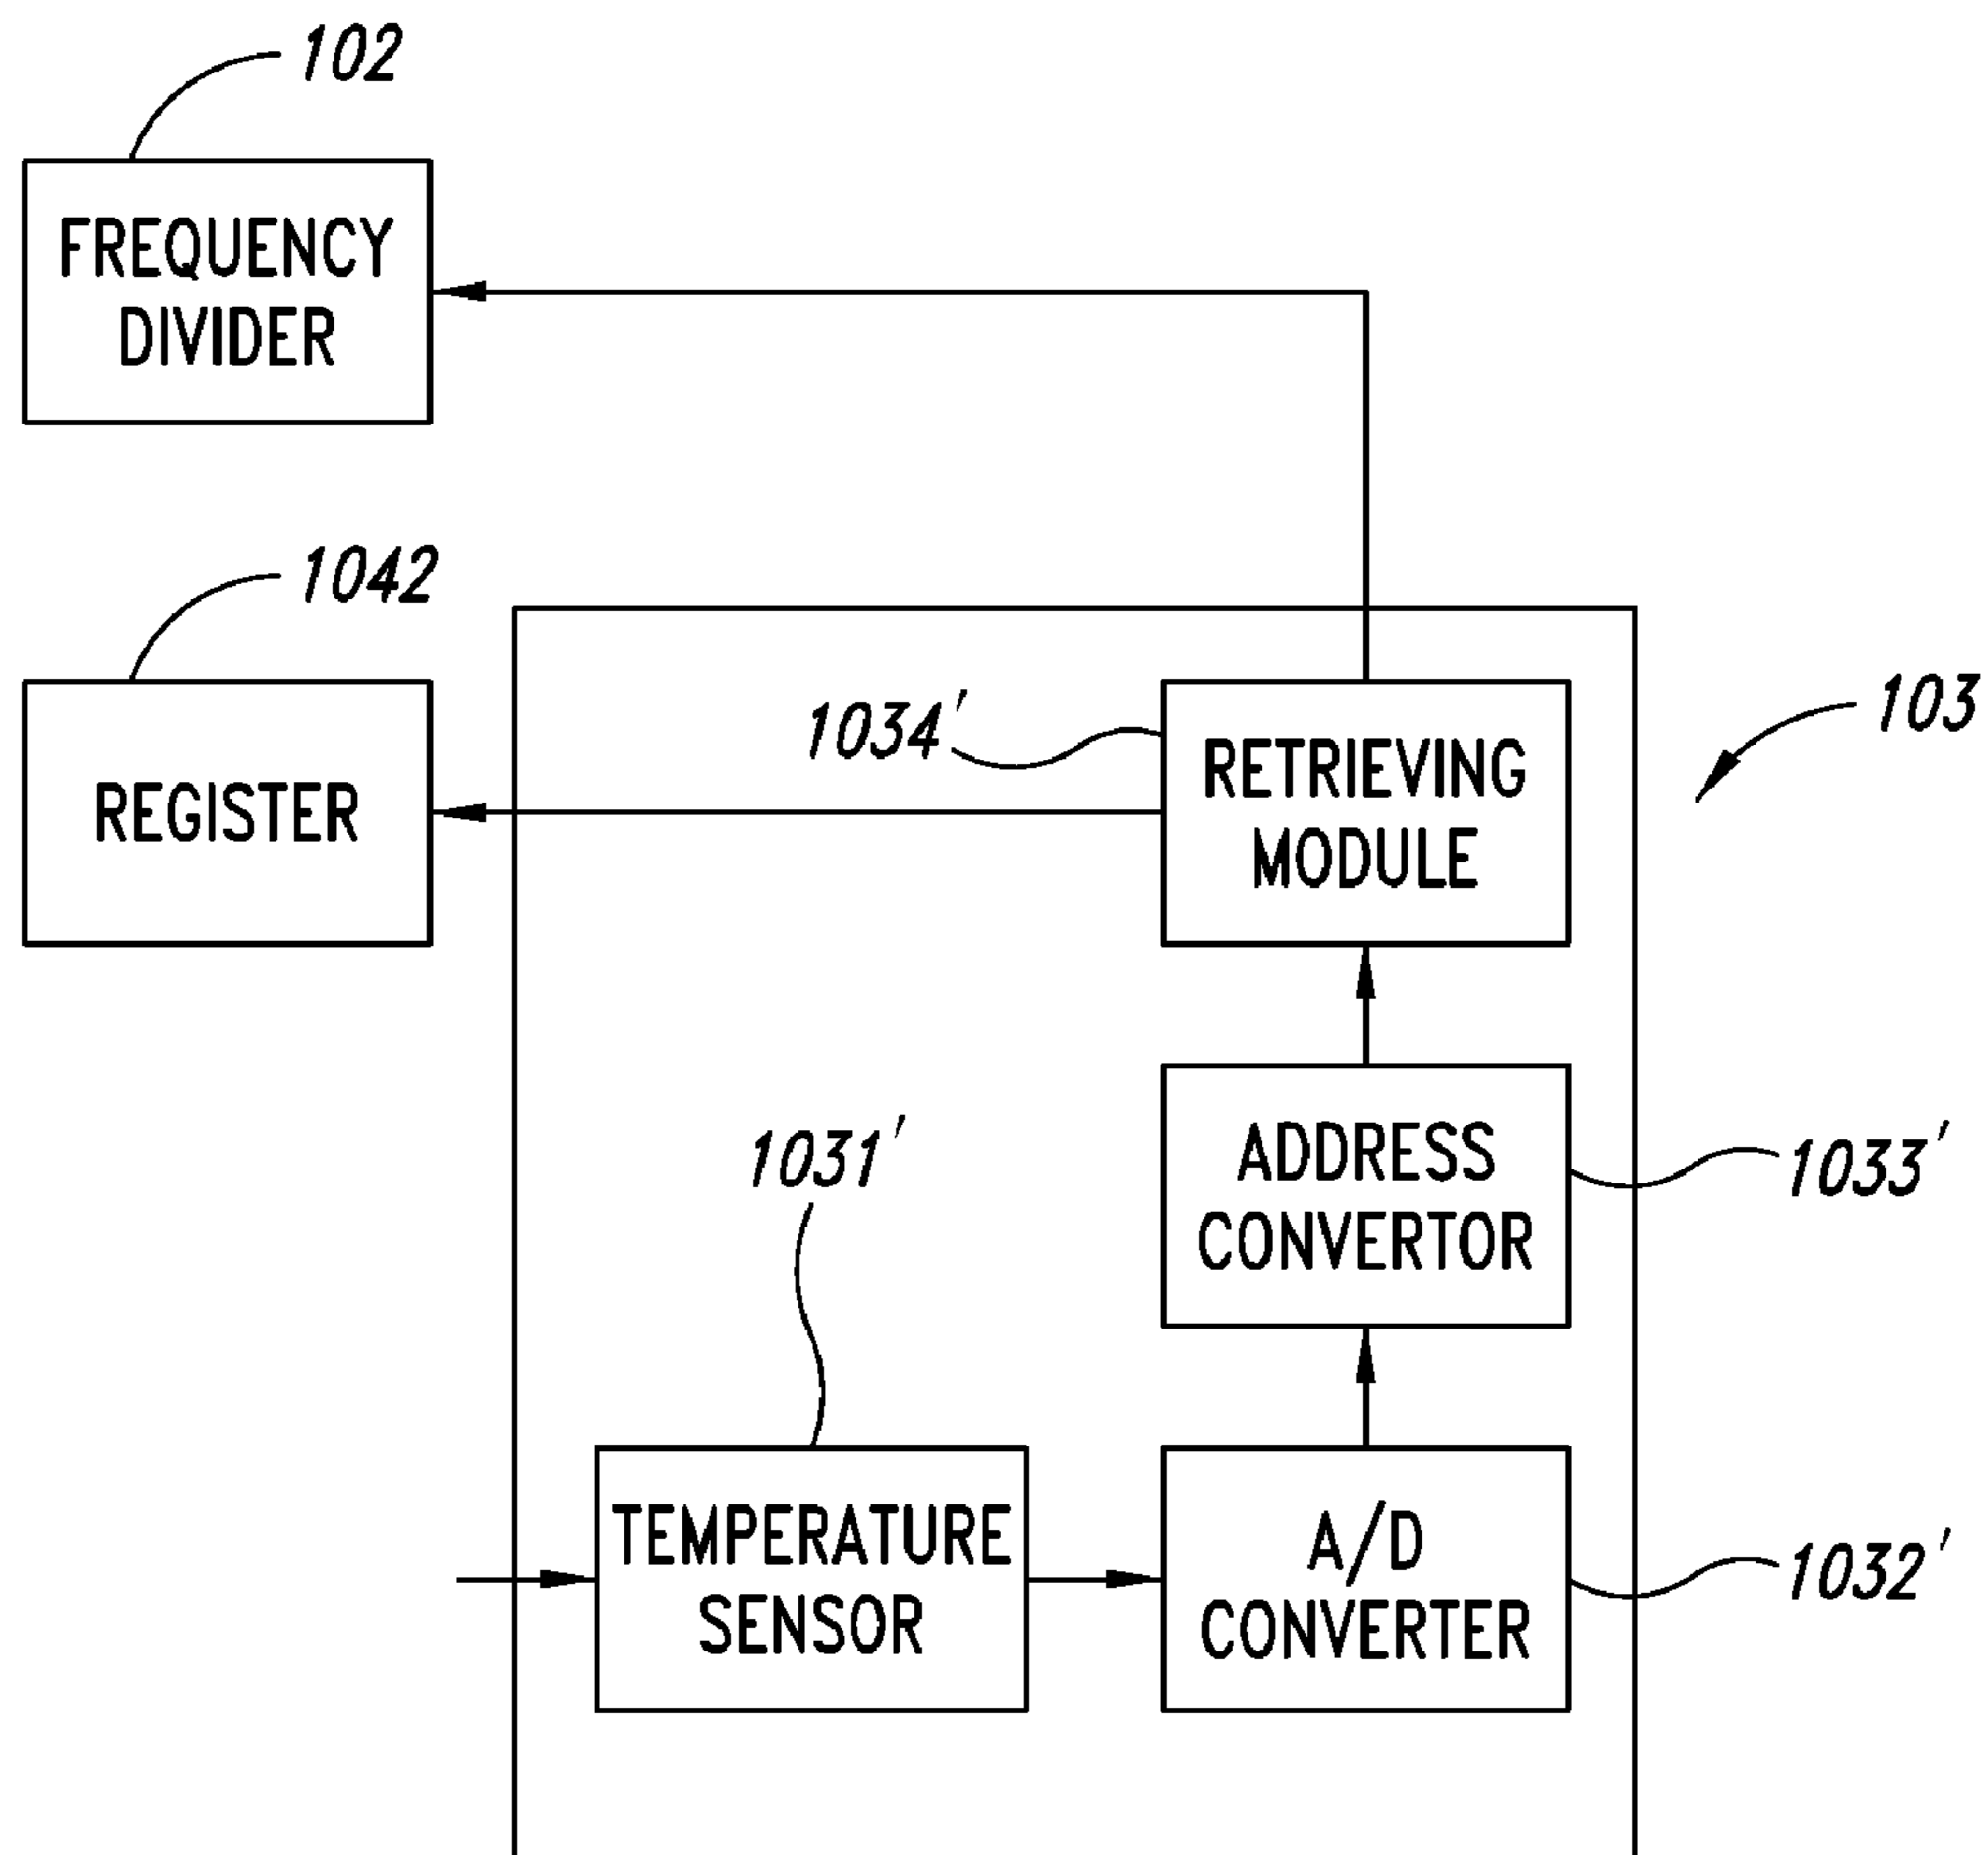 102
FREQUENCY
DIVIDER
1042
REGISTER
1034'
RETRIEVING
MODULE
103
1031'
ADDRESS
CONVERTOR
1033'
TEMPERATURE
SENSOR
A/D
CONVERTER
1032'